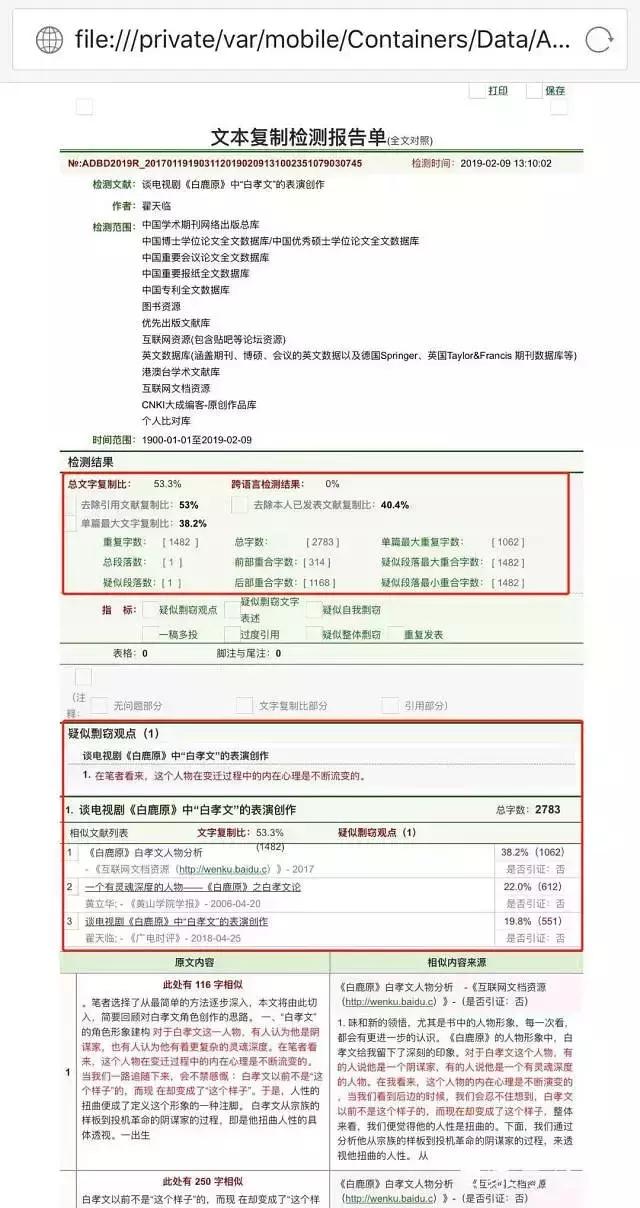 file:///private/var/mobile/Containers/Data/A...
打印 保存
文本复制检测报告单(全文对照)
№:ADBD2019R_20170119190311201902091310023510790307​45 检测时间：2019-02-09 13:10:02
检测文献：谈电视剧《白鹿原》中“白孝文”的表演创作
作者：翟天临
检测范围：中国学术期刊网络出版总库
中国博士学位论文全文数据库/中国优秀硕士学位论文全文数据库
中国重要会议论文全文数据库
中国重要报纸全文数据库
中国专利全文数据库
图书资源
优先出版文献库
互联网资源(包含贴吧等论坛资源)
英文数据库(涵盖期刊、博硕、会议的英文数据以及德国Springer、英国Taylor&Francis 期刊数据库等)
港澳台学术文献库
互联网文档资源
CNKI大成编客-原创作品库
个人比对库
时间范围：1900-01-01至2019-02-09
检测结果
总文字复制比： 53.3% 跨语言检测结果： 0%
去除引用文献复制比：53% 去除本人已发表文献复制比：40.4%
单篇最大文字复制比：38.2%
重复字数： [ 1482 ] 总字数： [ 2783 ] 单篇最大重复字数： [ 1062 ]
总段落数： [ 1 ] 前部重合字数：[ 314 ] 疑似段落最大重合字数：[ 1482 ]
疑似段落数：[ 1 ] 后部重合字数：[ 1168 ] 疑似段落最小重合字数：[ 1482 ]
指 标： 疑似剽窃观点 疑似剽窃文字表述 疑似自我剽窃
一稿多投 过度引用 疑似整体剽窃 重复发表
表格：0 脚注与尾注：0
（注释： 无问题部分 文字复制比部分 引用部分）
疑似剽窃观点（1）
谈电视剧《白鹿原》中“白孝文”的表演创作
1. 在笔者看来，这个人物在变迁过程中的内在心理是不断流变的。
1. 谈电视剧《白鹿原》中“白孝文”的表演创作 总字数：2783
相似文献列表 文字复制比：53.3%(1482) 疑似剽窃观点（1）
1 《白鹿原》白孝文人物分析 38.2%（1062）
- 《互联网文档资源（http://wenku.baidu.c）》- 2017 是否引证：否
2 一个有灵魂深度的人物——《白鹿原》之白孝文论 22.0%（612）
黄立华; - 《黄山学院学报》- 2006-04-20 是否引证：否
3 谈电视剧《白鹿原》中“白孝文”的表演创作 19.8%（551）
翟天临; - 《广电时评》- 2018-04-25 是否引证：否
原文内容 相似内容来源
1
此处有 116 字相似
。笔者选择了从最简单的方法逐步深入，本文将由此切
入，简要回顾对白孝文角色创作的思路。 一、“白孝文”
的角色形象建构 对于白孝文这一人物，有人认为他是阴
谋家，也有人认为他有着更复杂的灵魂深度。在笔者看
来，这个人物在变迁过程中的内在心理是不断流变的。
当我们一路追随下来，会不禁感慨： 白孝文以前不是“这
个样子”的，而现 在却变成了“这个样子”。于是，人性的
扭曲便成了定义这个形象的一种注脚。 白孝文从宗族的
样板到投机革命的阴谋家的过程，即是他扭曲人性的具
体透视。一出生
《白鹿原》白孝文人物分析 -《互联网文档资源
（http://wenku.baidu.c）》-（是否引证：否）
1. 味和新的领悟，尤其是书中的人物形象，每一次看，
都会有更进一步的认识。《白鹿原》的人物形象中，白
孝文给我留下了深刻的印象。对于白孝文这个人物，有
的人说他是一个阴谋家，有的人说他是一个有灵魂深度
的人物。在我看来，这个人物的内在心理是不断演变的，
当我们看到后边的时候，我们会忍不住想到，白孝文
以前不是这个样子的，而现在却变成了这个样子，整体
来看，我们便觉得他的人性是扭曲的。下面，我们通过
分析他从宗族的样板到投机革命的阴谋家的过程，来透
视他扭曲的人性。 从
此处有 250 字相似
白孝文以前不是“这个样子”的，而现 在却变成了“这个样
《白鹿原》白孝文人物分析
（http://wenku.baidu.c）》-（是否引证：否）